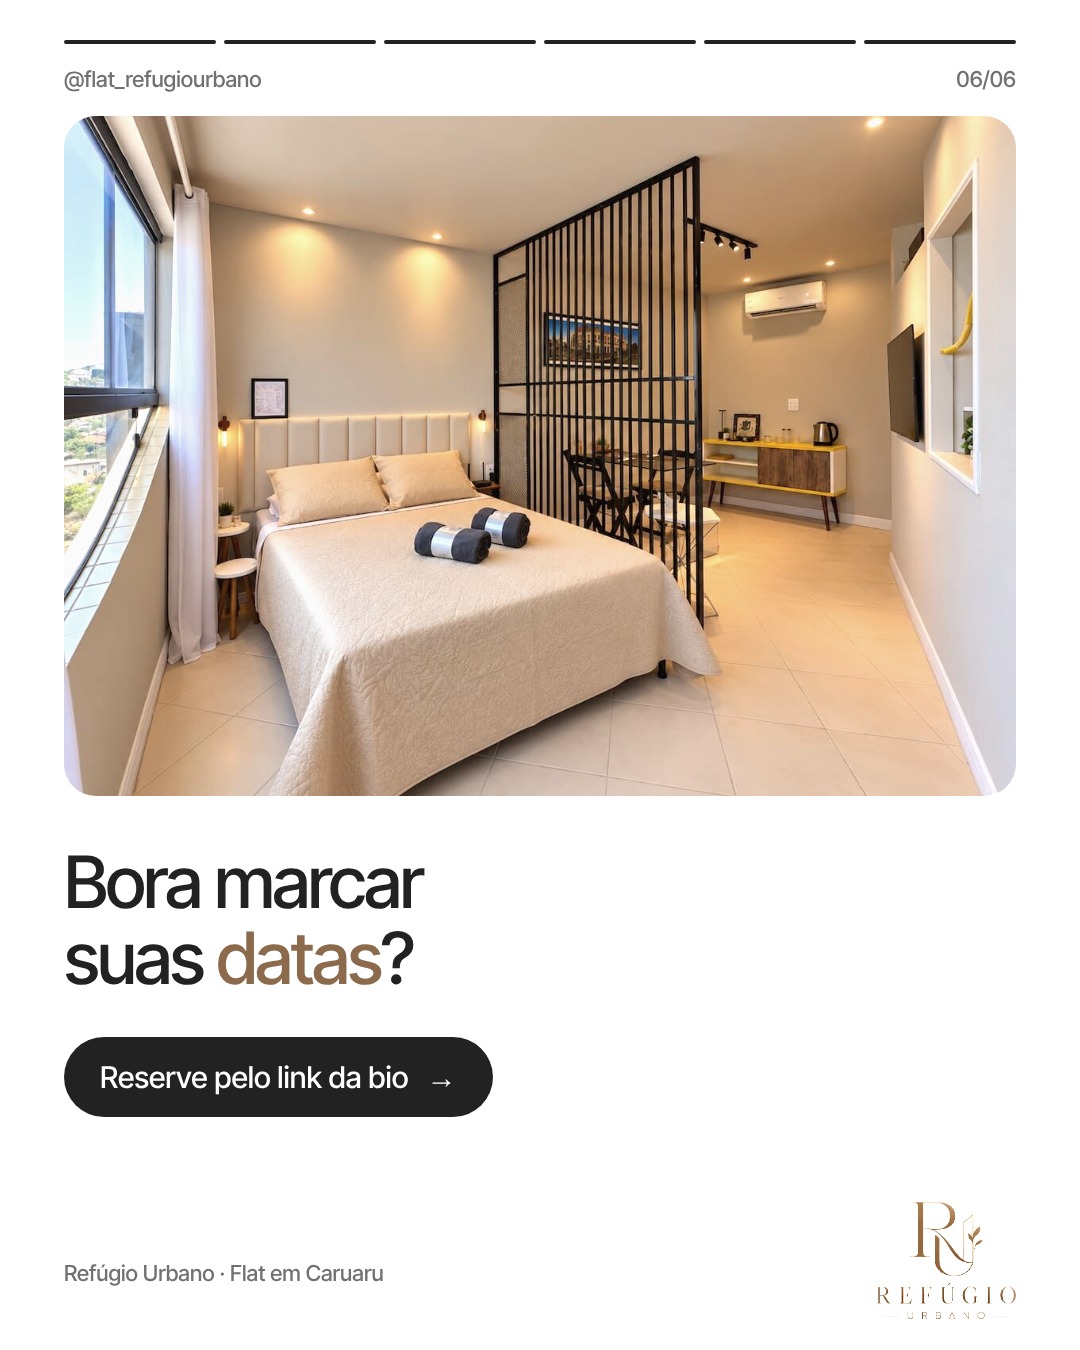 @flat_refugiourbano
06/06
Bora marcar
suas datas?
Reserve pelo link da bio →
Refúgio Urbano · Flat em Caruaru
RU
REFÚGIO
URBANO